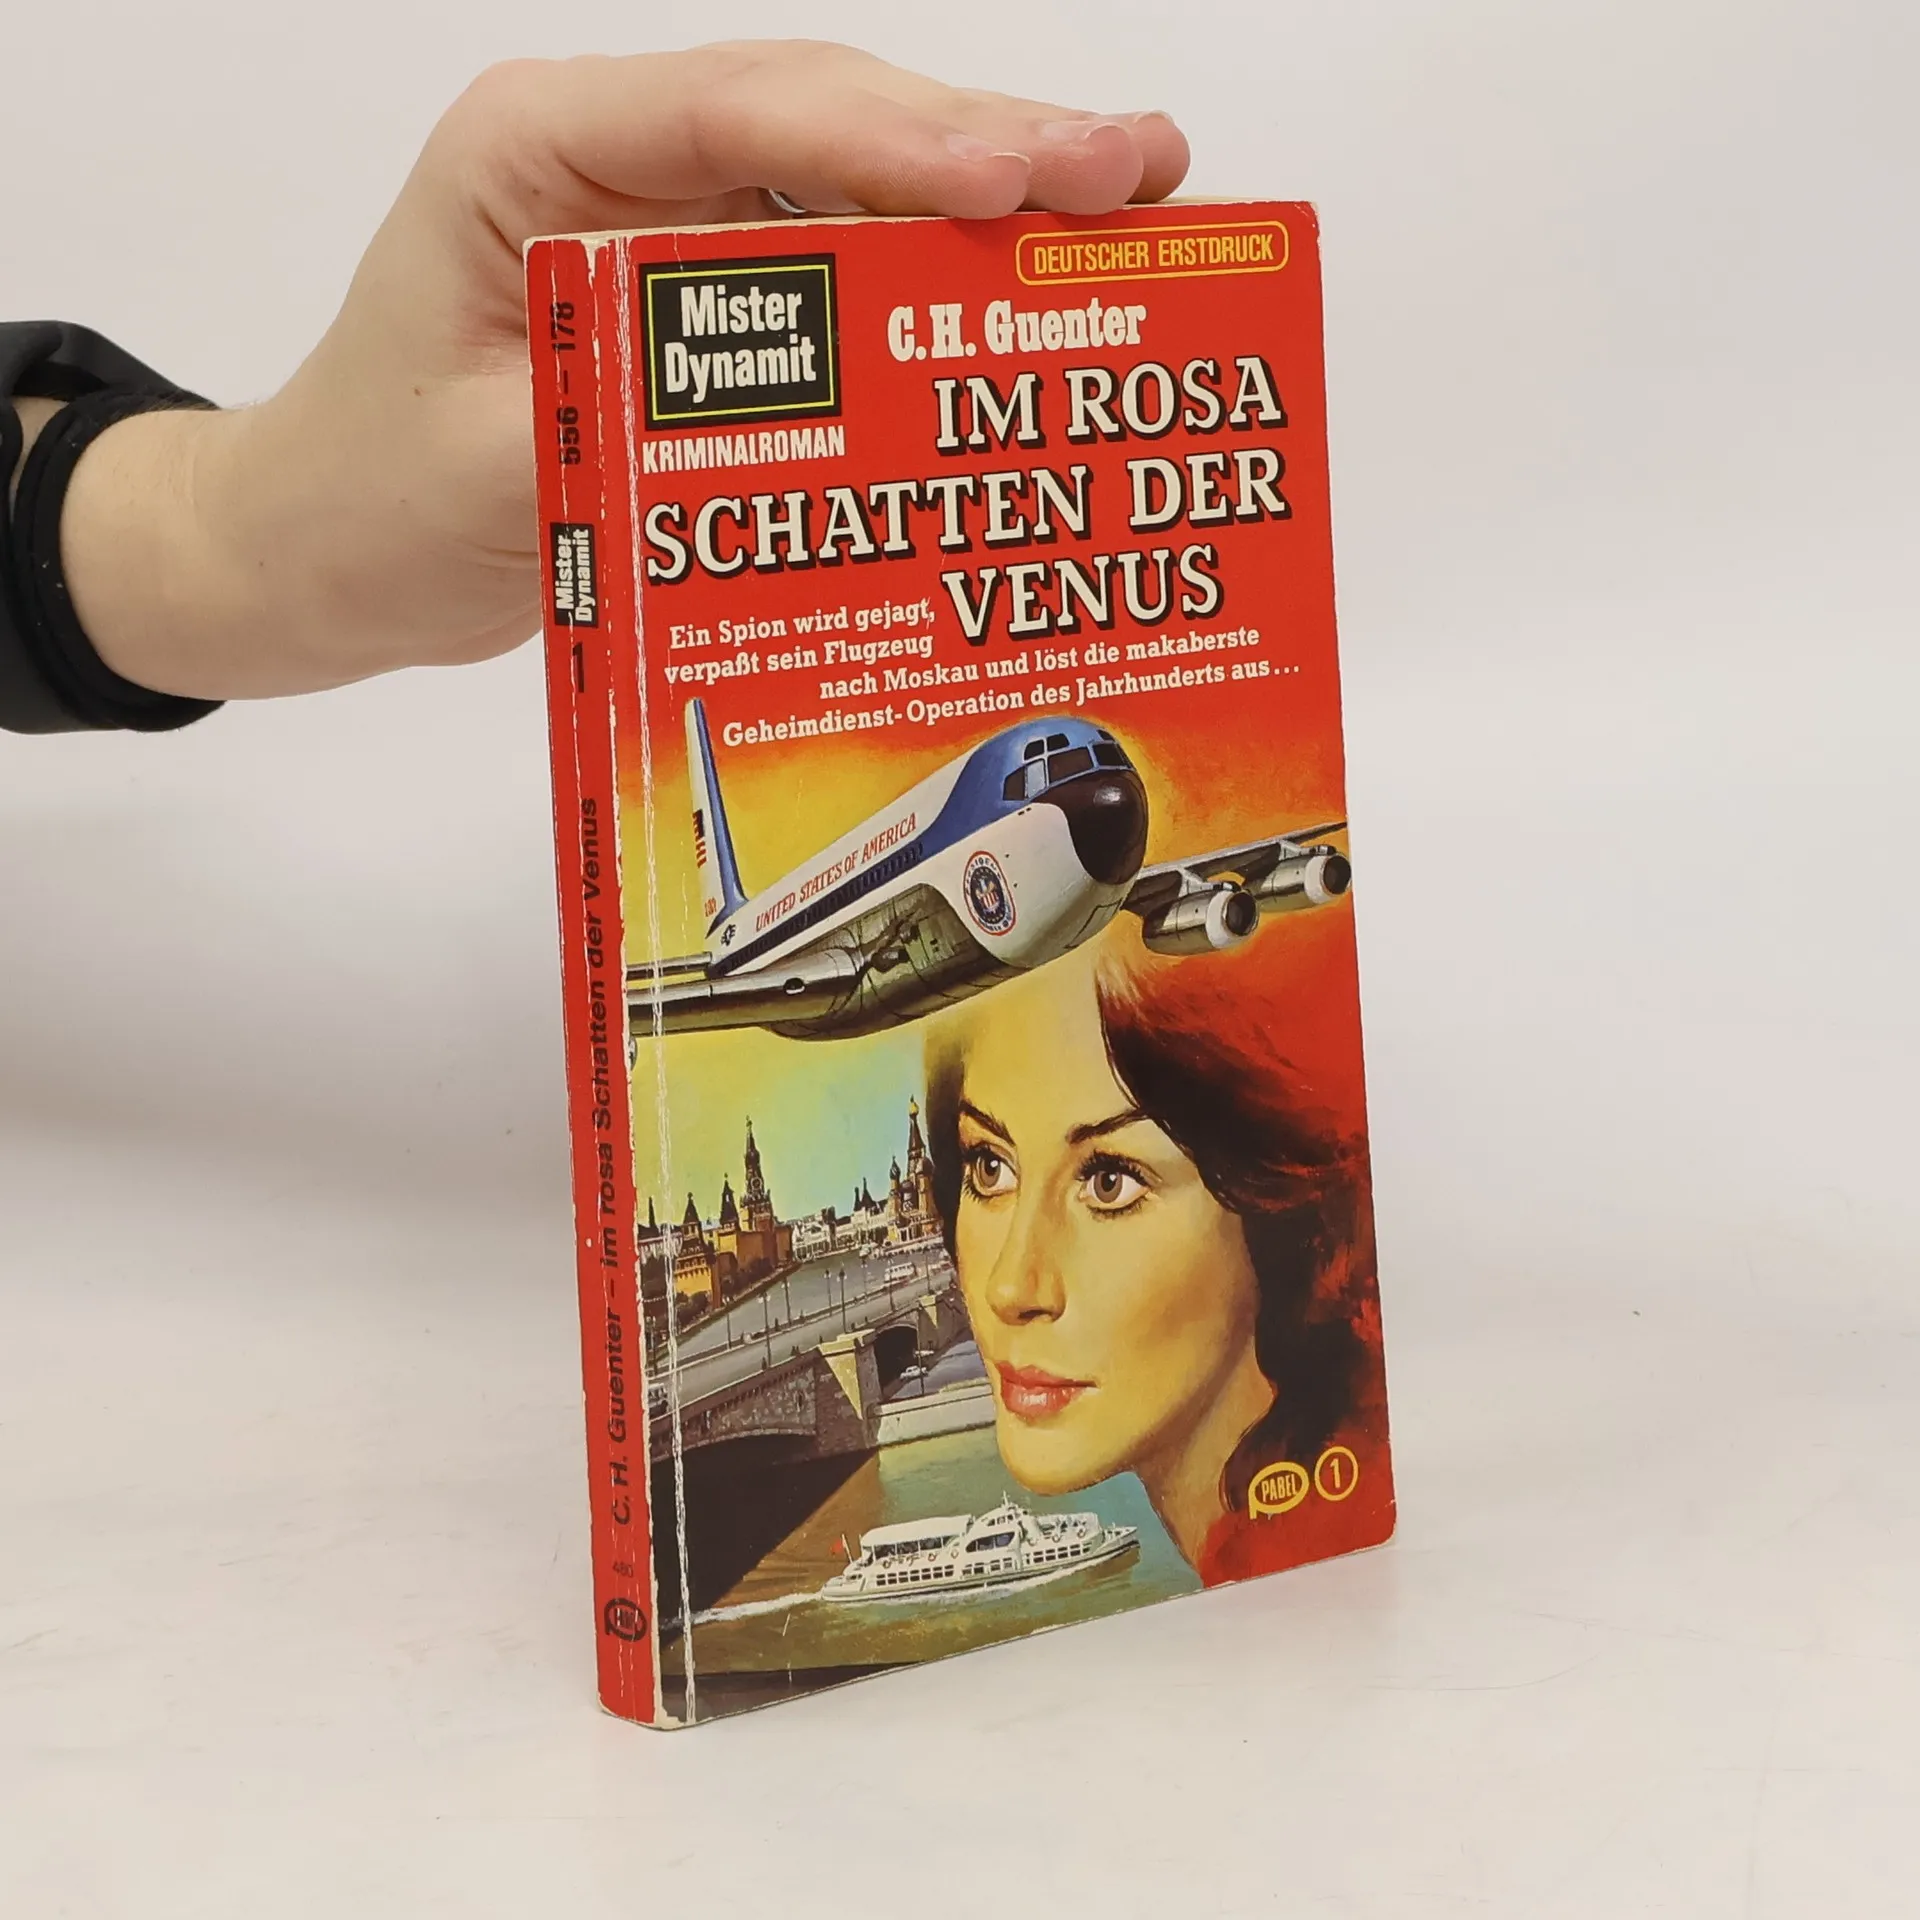 Mister
Dynamit
KRIMINALROMAN
DEUTSCHER ERSTDRUCK
C.H. Guenter
IM ROSA
SCHATTEN DER
VENUS
Ein Spion wird gejagt,
verpaßt sein Flugzeug
nach Moskau und löst die makaberste
Geheimdienst-Operation des Jahrhunderts aus...
UNITED STATES OF AMERICA
PABEL
1
556 – 178
Mister
Dynamit
1
C. H. Guenter – Im rosa Schatten der Venus
480